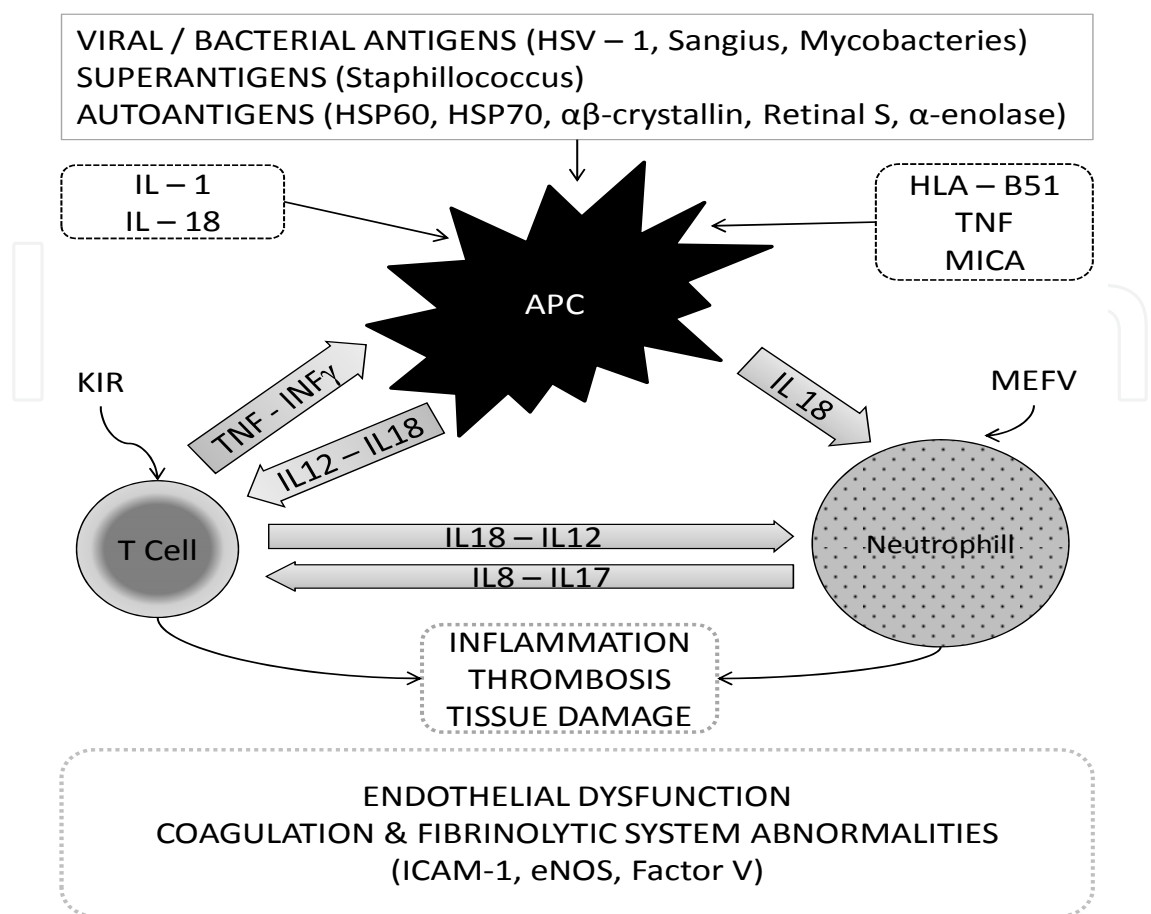 VIRAL / BACTERIAL ANTIGENS (HSV – 1, Sangius, Mycobacteries)
SUPERANTIGENS (Staphillococcus)
AUTOANTIGENS (HSP60, HSP70, αβ-crystallin, Retinal S, α-enolase)
IL – 1
IL – 18
HLA – B51
TNF
MICA
APC
KIR
TNF - INFγ
IL12 – IL18
IL 18
MEFV
T Cell
IL18 – IL12
IL8 – IL17
Neutrophill
INFLAMMATION
THROMBOSIS
TISSUE DAMAGE
ENDOTHELIAL DYSFUNCTION
COAGULATION & FIBRINOLYTIC SYSTEM ABNORMALITIES
(ICAM-1, eNOS, Factor V)